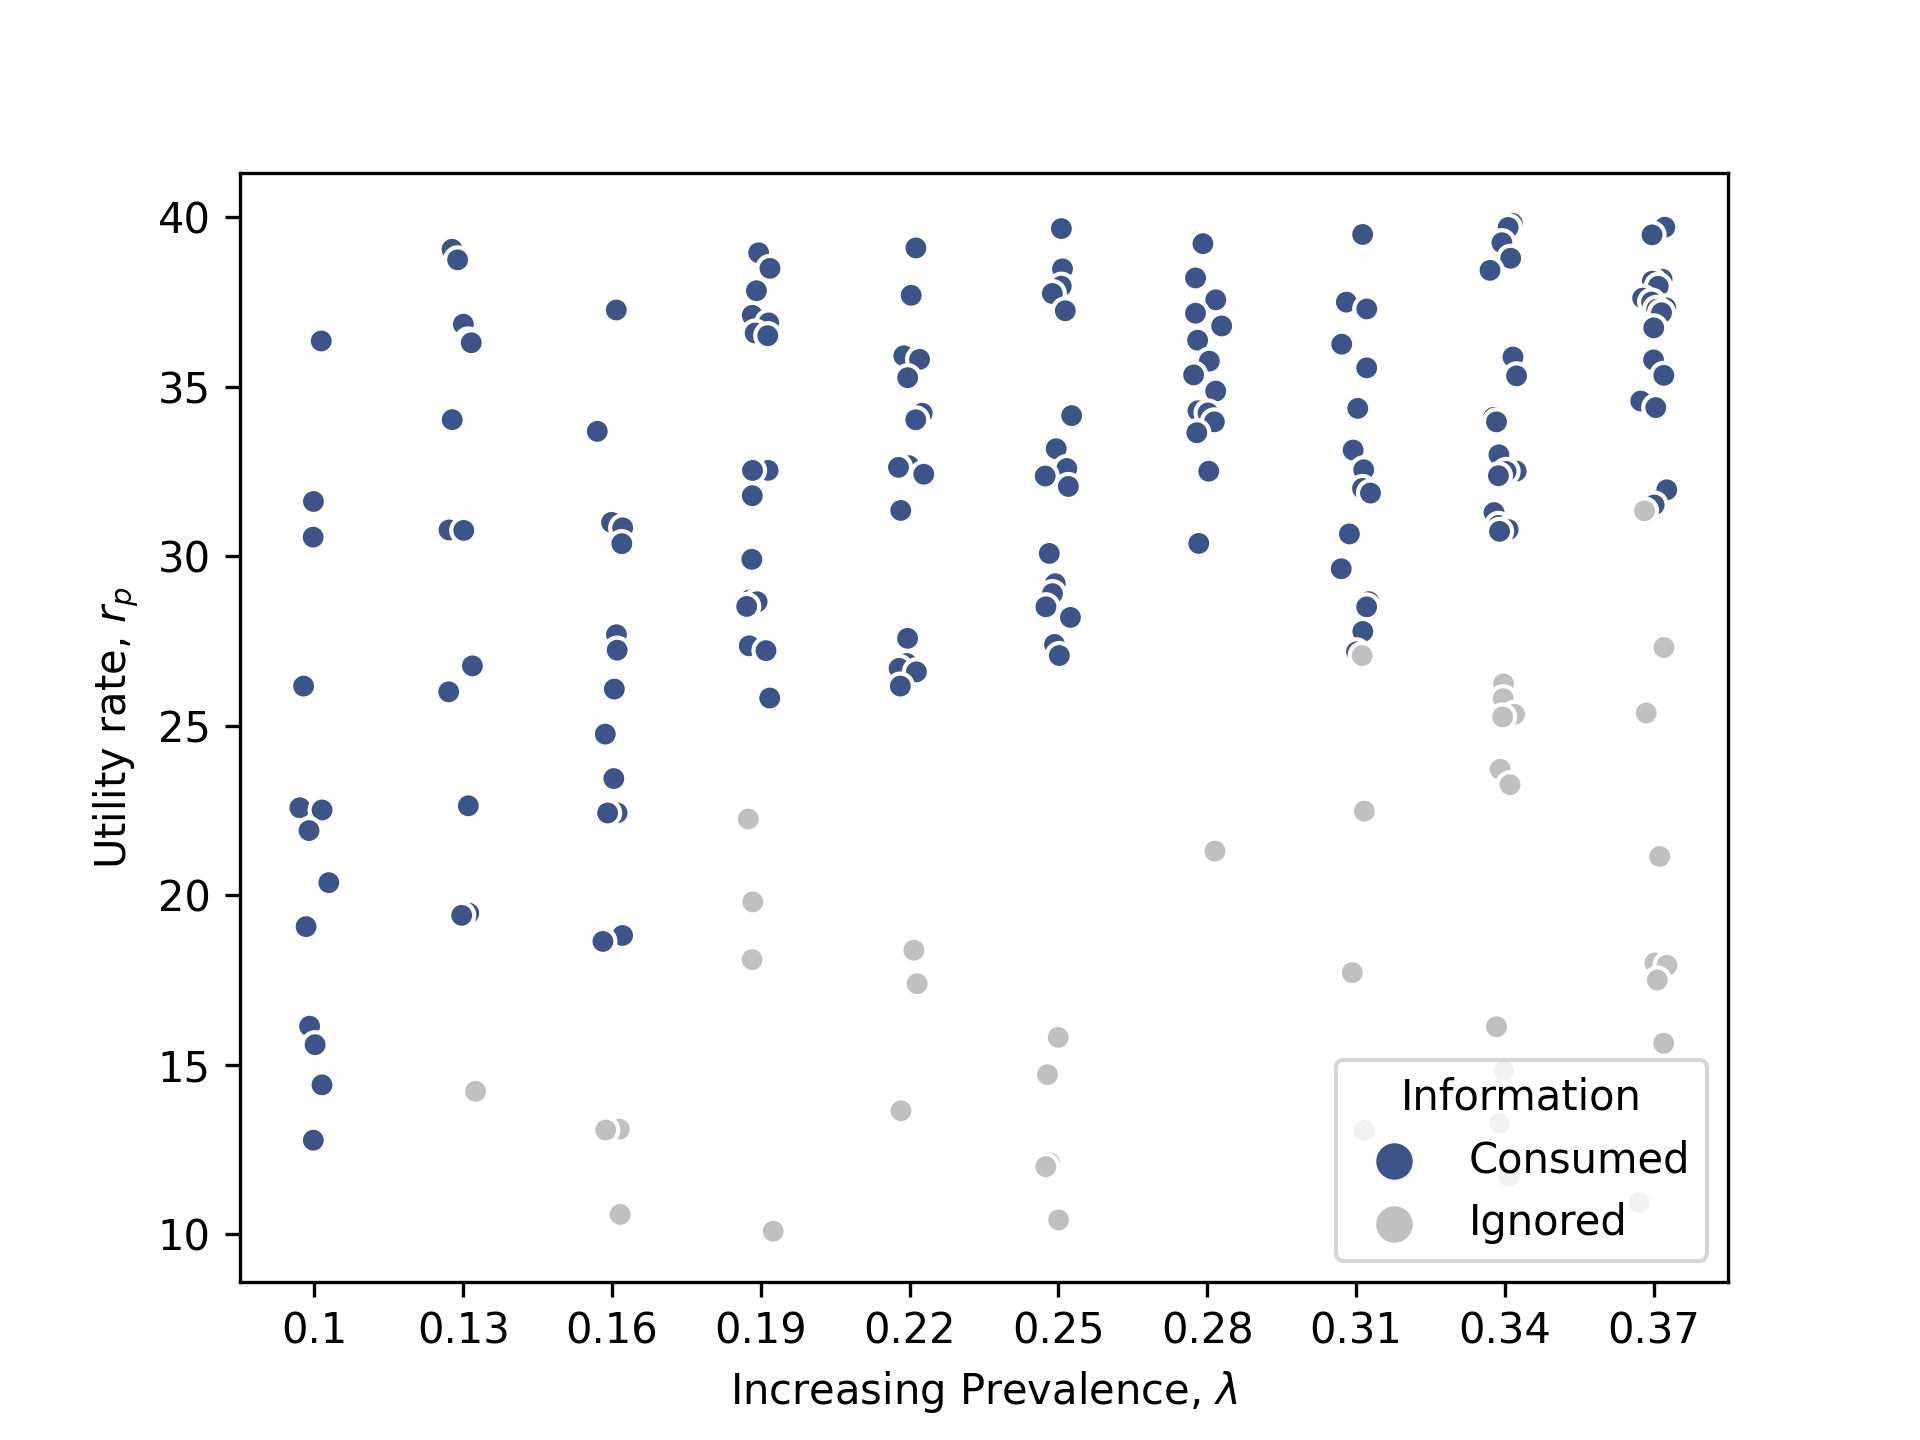 40
35
30
25
20
15
10
Utility rate, r_p
0.1 0.13 0.16 0.19 0.22 0.25 0.28 0.31 0.34 0.37
Increasing Prevalence, λ
Information
Consumed
Ignored